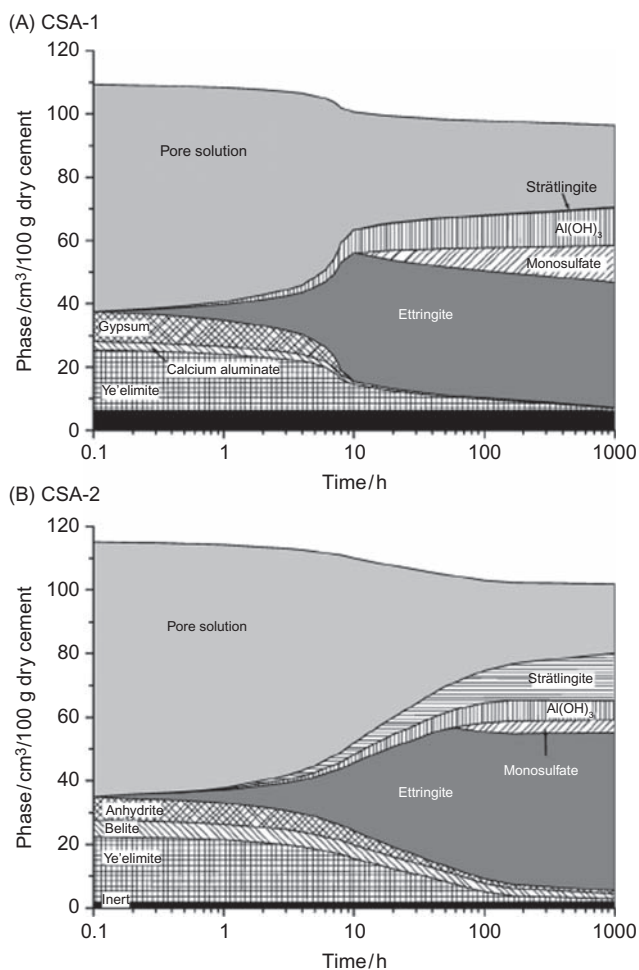 (A) CSA-1
120
100
80
60
40
20
0
Phase/cm³/100 g dry cement
Pore solution
Strätlingite
Al(OH)₃
Monosulfate
Ettringite
Gypsum
Calcium aluminate
Ye'elimite
0.1
1
10
100
1000
Time/h
(B) CSA-2
120
100
80
60
40
20
0
Phase/cm³/100 g dry cement
Pore solution
Strätlingite
Al(OH)₃
Monosulfate
Ettringite
Anhydrite
Belite
Ye'elimite
Inert
0.1
1
10
100
1000
Time/h